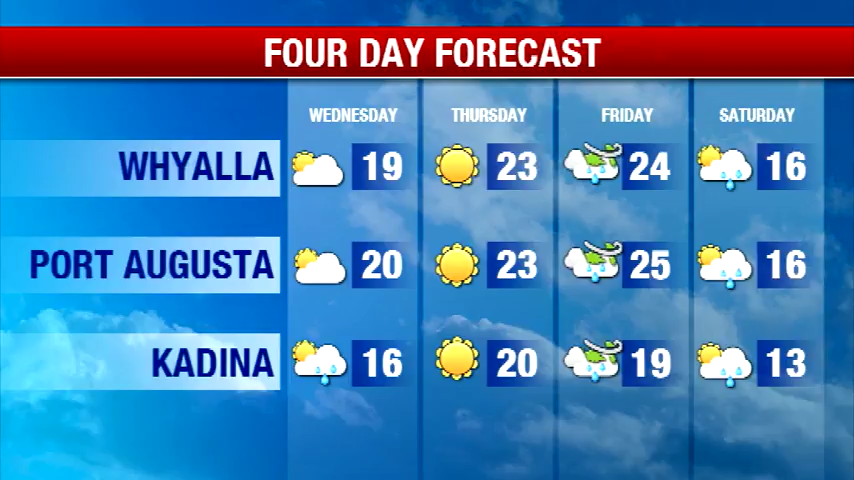 FOUR DAY FORECAST
WEDNESDAY THURSDAY FRIDAY SATURDAY
WHYALLA 19 23 24 16
PORT AUGUSTA 20 23 25 16
KADINA 16 20 19 13